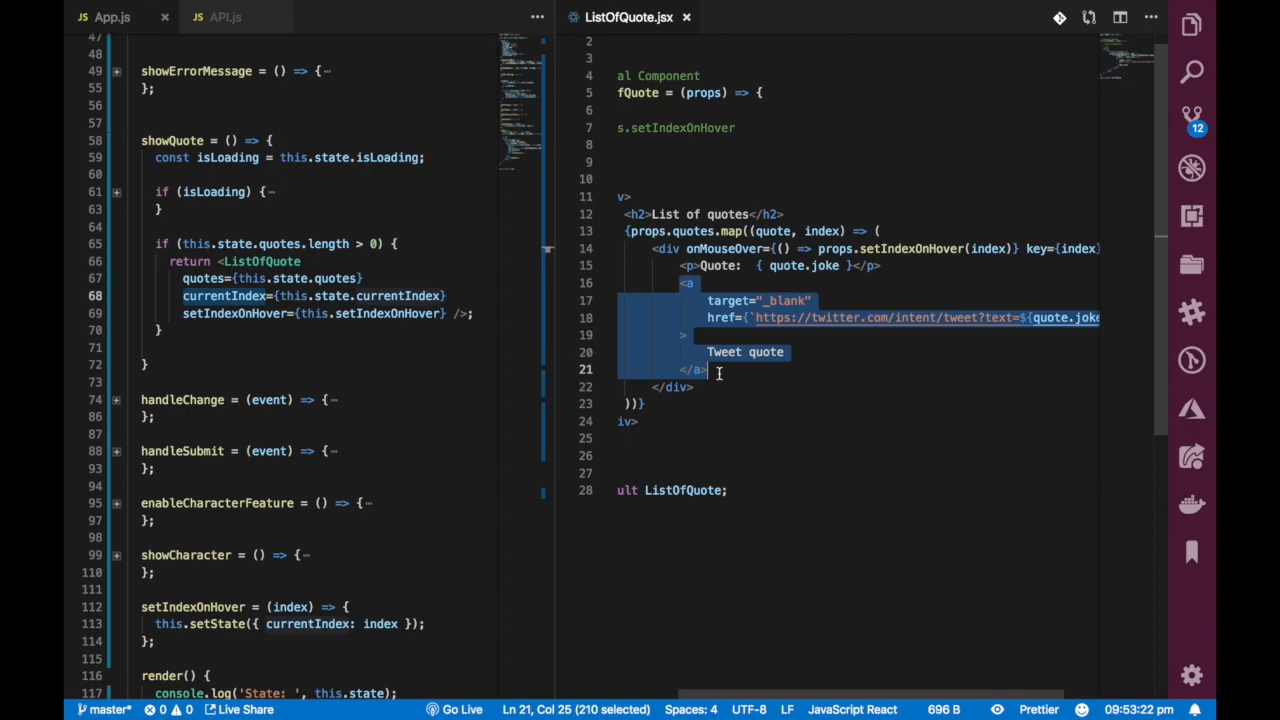 JS App.js
JS API.js
ListOfQuote.jsx
47
48
49 showErrorMessage = () => {
55 };
56
57
58 showQuote = () => {
59 const isLoading = this.state.isLoading;
60
61 if (isLoading) {
63 }
64
65 if (this.state.quotes.length > 0) {
66 return <ListOfQuote
67 quotes={this.state.quotes}
68 currentIndex={this.state.currentIndex}
69 setIndexOnHover={this.setIndexOnHover} />;
70 }
71
72 }
73
74 handleChange = (event) => {
86 };
87
88 handleSubmit = (event) => {
93 };
94
95 enableCharacterFeature = () => {
97 };
98
99 showCharacter = () => {
110 };
111
112 setIndexOnHover = (index) => {
113 this.setState({ currentIndex: index });
114 };
115
116 render() {
117 console.log('State: ', this.state);
2
3
4 al Component
5 fQuote = (props) => {
6
7 s.setIndexOnHover
8
9
10
11 v>
12 <h2>List of quotes</h2>
13 {props.quotes.map((quote, index) => (
14 <div onMouseOver={() => props.setIndexOnHover(index)} key={index}
15 <p>Quote: { quote.joke }</p>
16 <a
17 target="_blank"
18 href={`https://twitter.com/intent/tweet?text=${quote.joke
19 >
20 Tweet quote
21 </a>
22 </div>
23 ))}
24 iv>
25
26
27
28 ult ListOfQuote;
12
master* 0 0 Live Share Go Live Ln 21, Col 25 (210 selected) Spaces: 4 UTF-8 LF JavaScript React 696 B Prettier 09:53:22 pm